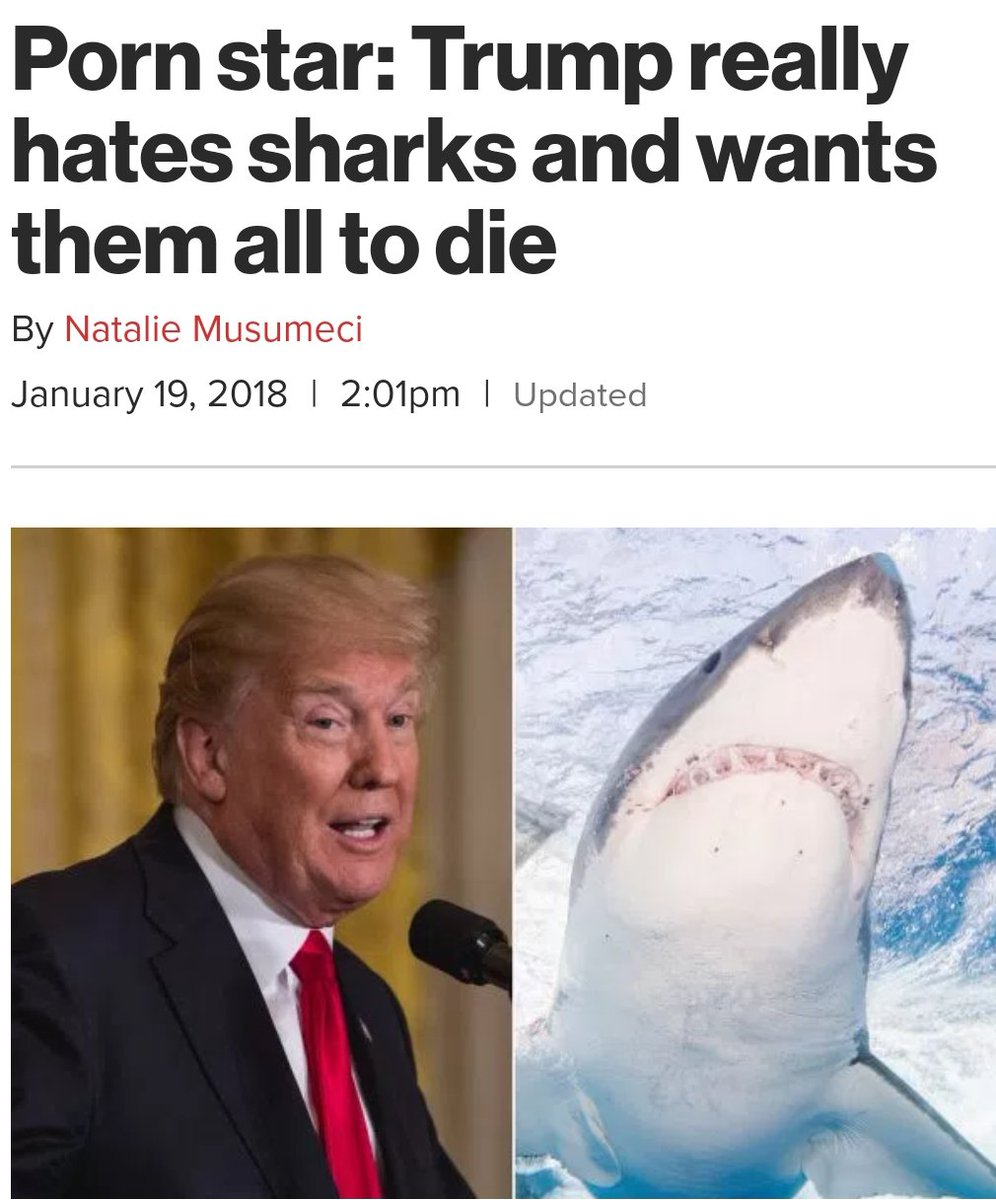 Porn star: Trump really
hates sharks and wants
them all to die
By Natalie Musumeci
January 19, 2018 | 2:01pm | Updated